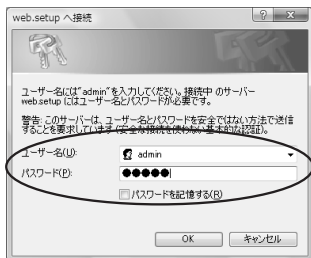 web.setup へ接続
ユーザー名には"admin"を入力してください。接続中 のサーバー
web.setup にはユーザー名とパスワードが必要です。
警告: このサーバーは、ユーザー名とパスワードを安全ではない方法で送信
することを要求しています (安全な接続を使わない基本的な認証)。
ユーザー名(U):
admin
パスワード(P):
●●●●●
パスワードを記憶する(R)
OK
キャンセル